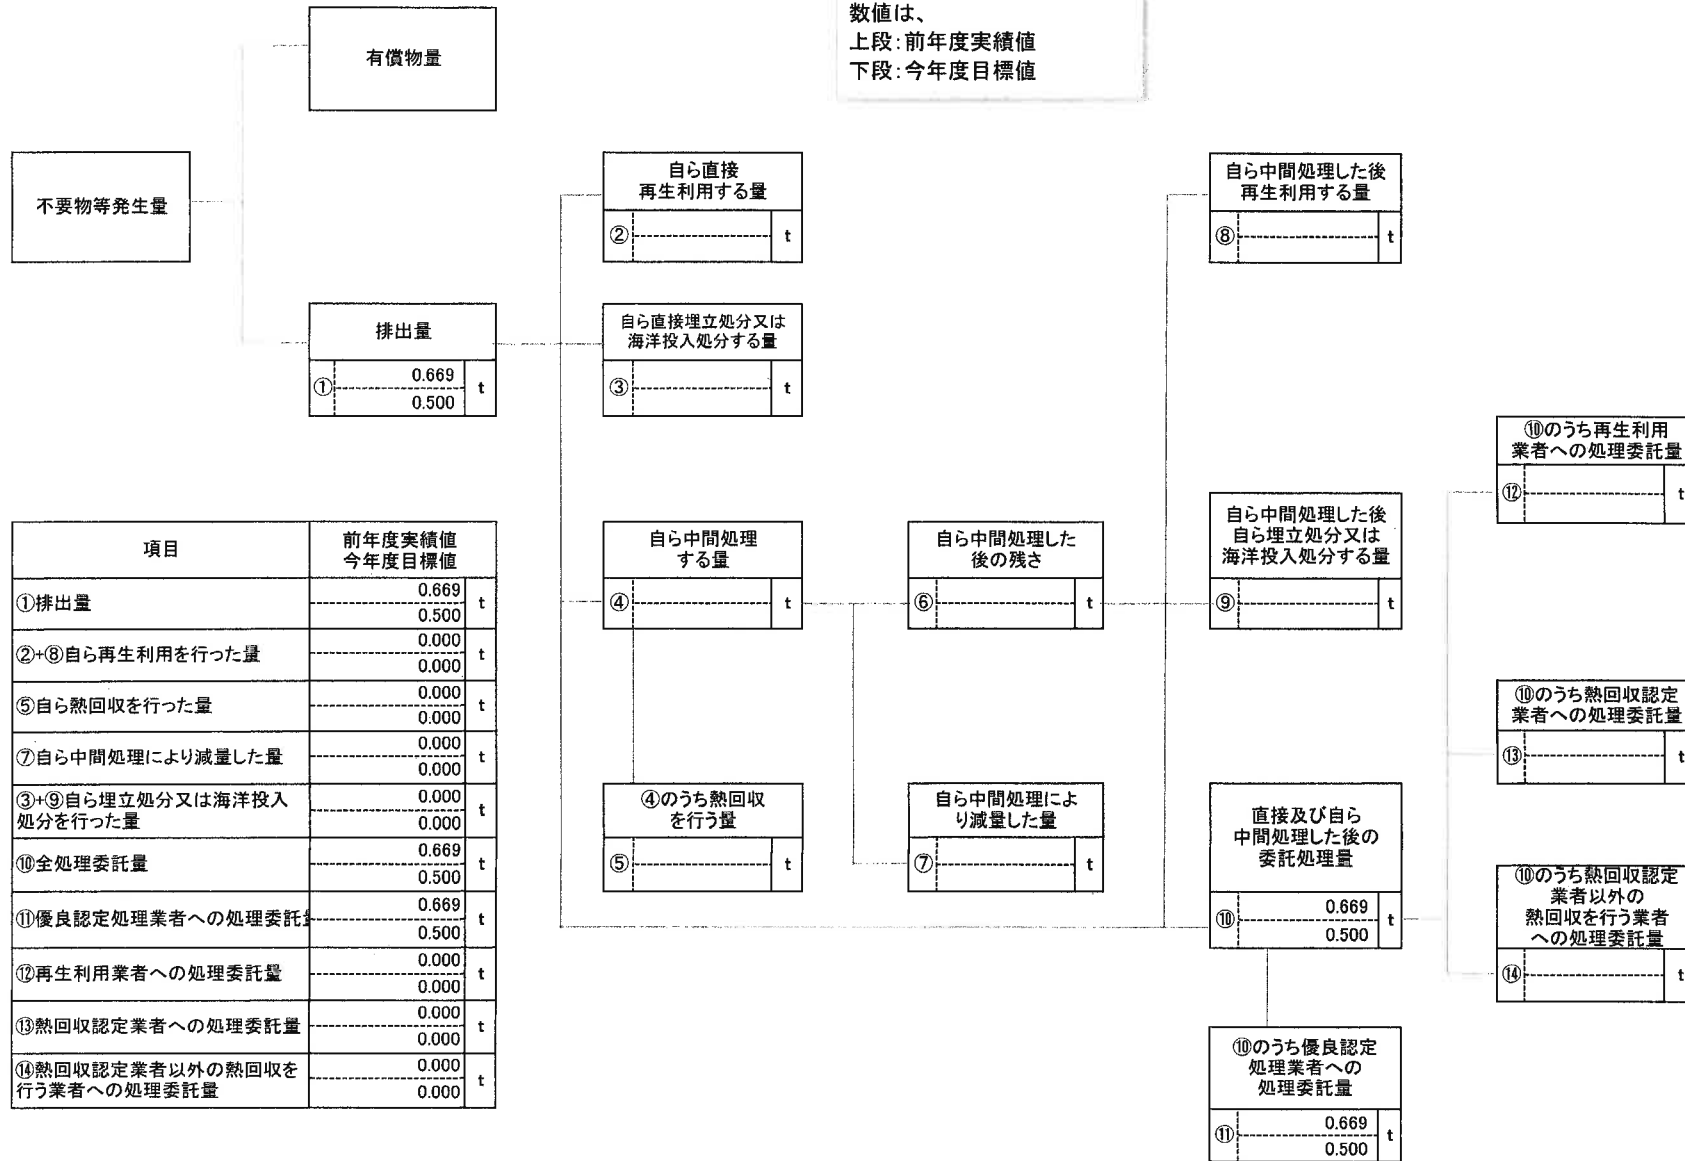 数値は、
上段:前年度実績値
下段:今年度目標値
有償物量
不要物等発生量
排出量
① 0.669 t
0.500
自ら直接
再生利用する量
② t
自ら直接埋立処分又は
海洋投入処分する量
③ t
自ら中間処理
する量
④ t
④のうち熱回収
を行う量
⑤ t
自ら中間処理した
後の残さ
⑥ t
自ら中間処理によ
り減量した量
⑦ t
自ら中間処理した後
再生利用する量
⑧ t
自ら中間処理した後
自ら埋立処分又は
海洋投入処分する量
⑨ t
直接及び自ら
中間処理した後の
委託処理量
⑩ 0.669 t
0.500
⑩のうち優良認定
処理業者への
処理委託量
⑪ 0.669 t
0.500
⑩のうち再生利用
業者への処理委託量
⑫ t
⑩のうち熱回収認定
業者への処理委託量
⑬ t
⑩のうち熱回収認定
業者以外の
熱回収を行う業者
への処理委託量
⑭ t
項目 前年度実績値
今年度目標値
①排出量 0.669 t
0.500
②+⑧自ら再生利用を行った量 0.000 t
0.000
⑤自ら熱回収を行った量 0.000 t
0.000
⑦自ら中間処理により減量した量 0.000 t
0.000
③+⑨自ら埋立処分又は海洋投入 0.000 t
処分を行った量 0.000
⑩全処理委託量 0.669 t
0.500
⑪優良認定処理業者への処理委託量 0.669 t
0.500
⑫再生利用業者への処理委託量 0.000 t
0.000
⑬熱回収認定業者への処理委託量 0.000 t
0.000
⑭熱回収認定業者以外の熱回収を 0.000 t
行う業者への処理委託量 0.000